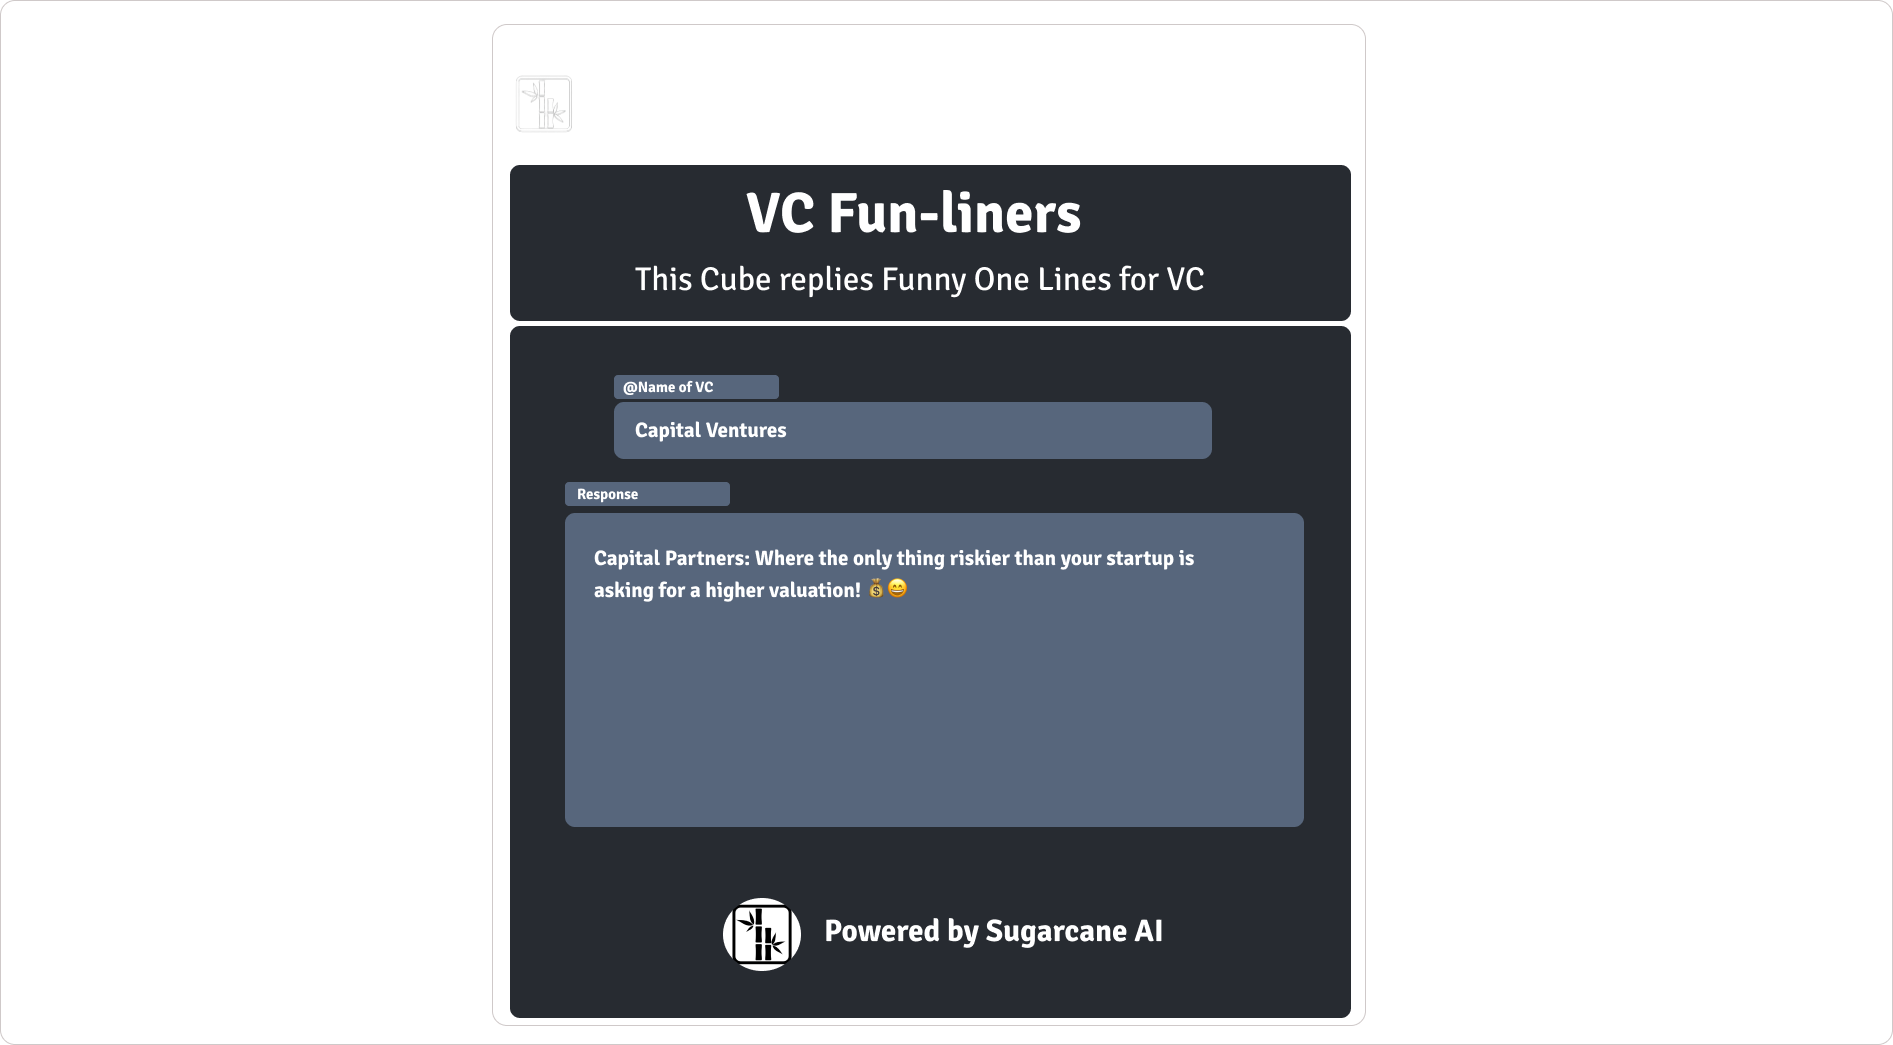 VC Fun-liners
This Cube replies Funny One Lines for VC
@Name of VC
Capital Ventures
Response
Capital Partners: Where the only thing riskier than your startup is
asking for a higher valuation! 💰😄
Powered by Sugarcane AI